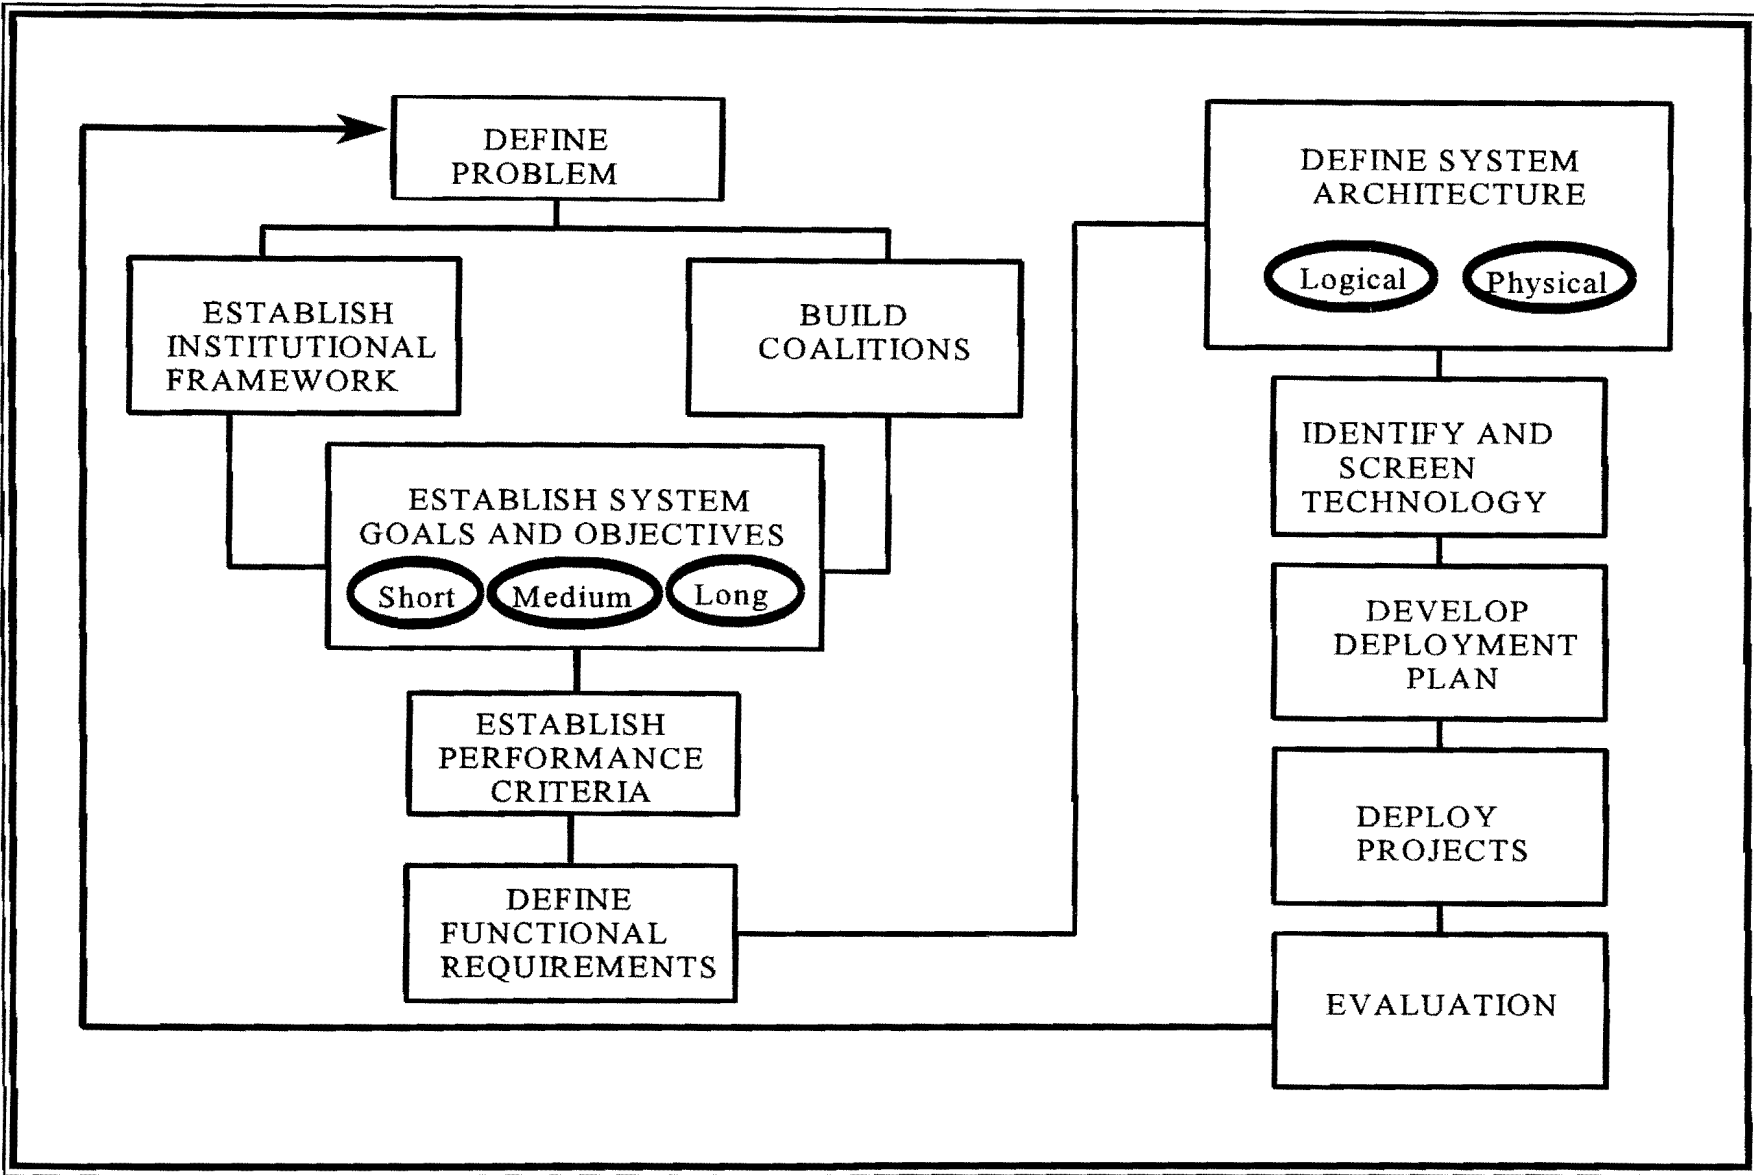 DEFINE
PROBLEM
ESTABLISH
INSTITUTIONAL
FRAMEWORK
BUILD
COALITIONS
ESTABLISH SYSTEM
GOALS AND OBJECTIVES
Short
Medium
Long
ESTABLISH
PERFORMANCE
CRITERIA
DEFINE
FUNCTIONAL
REQUIREMENTS
DEFINE SYSTEM
ARCHITECTURE
Logical
Physical
IDENTIFY AND
SCREEN
TECHNOLOGY
DEVELOP
DEPLOYMENT
PLAN
DEPLOY
PROJECTS
EVALUATION